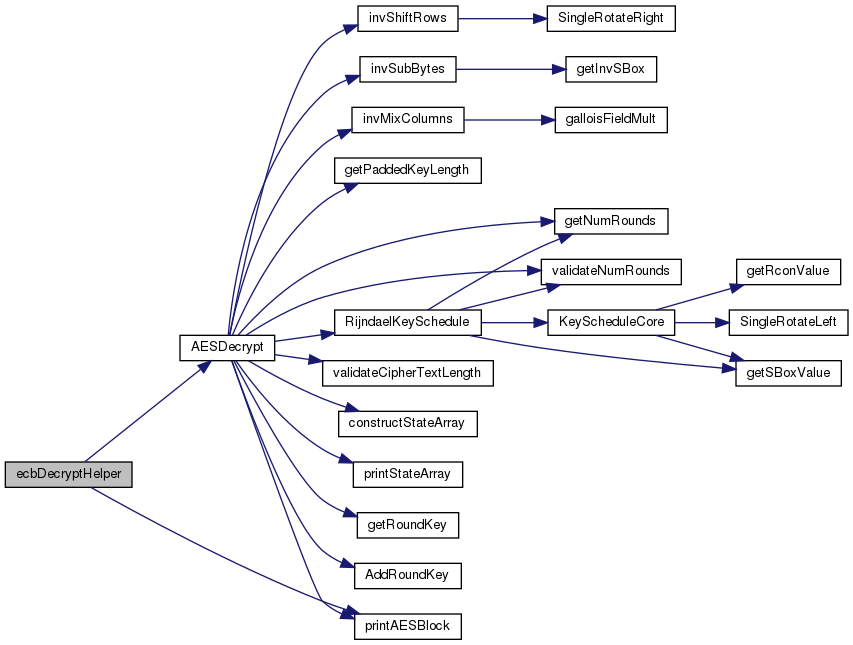 invShiftRows
SingleRotateRight
invSubBytes
getInvSBox
invMixColumns
galloisFieldMult
getPaddedKeyLength
getNumRounds
validateNumRounds
getRconValue
RijndaelKeySchedule
KeyScheduleCore
SingleRotateLeft
AESDecrypt
validateCipherTextLength
getSBoxValue
constructStateArray
ecbDecryptHelper
printStateArray
getRoundKey
AddRoundKey
printAESBlock